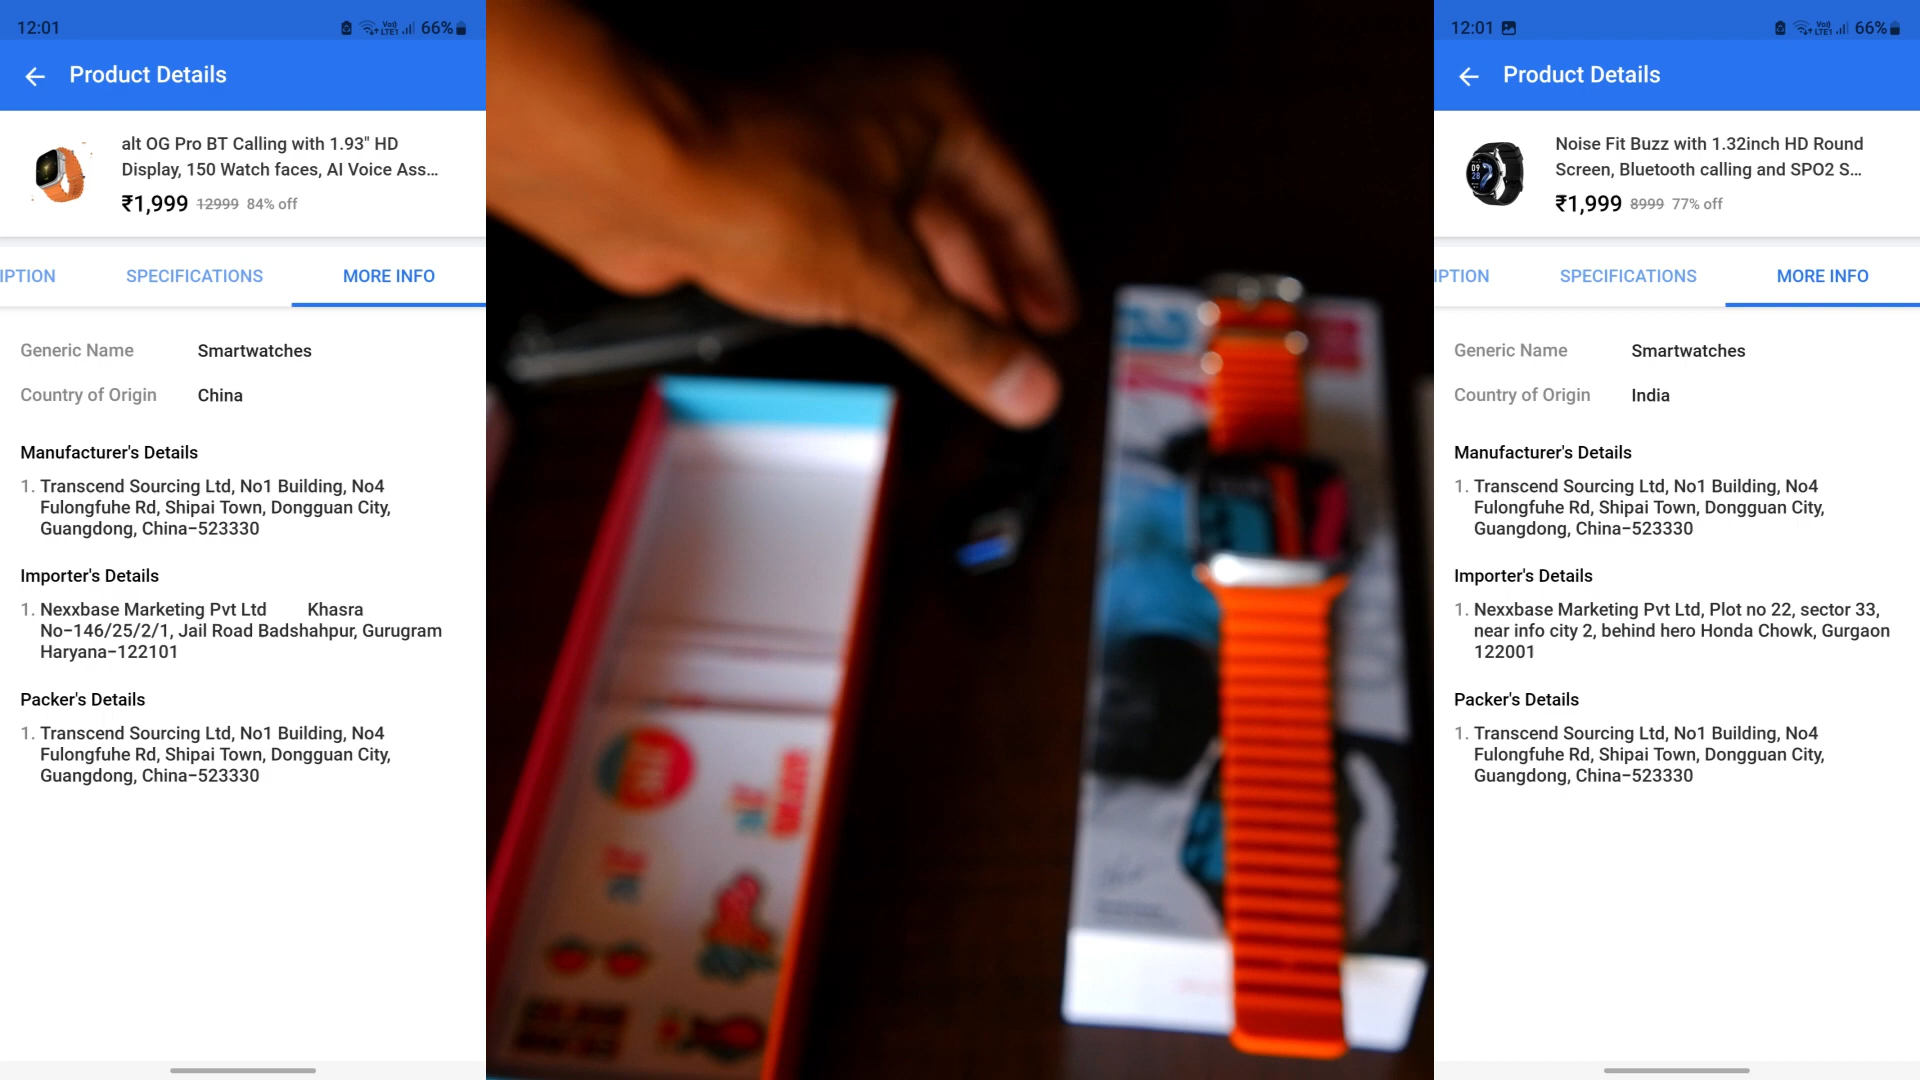 12:01
Vo)) LTE1 66%
Product Details
alt OG Pro BT Calling with 1.93" HD
Display, 150 Watch faces, AI Voice Ass...
₹1,999 12999 84% off
IPTION SPECIFICATIONS MORE INFO
Generic Name Smartwatches
Country of Origin China
Manufacturer's Details
1. Transcend Sourcing Ltd, No1 Building, No4
Fulongfuhe Rd, Shipai Town, Dongguan City,
Guangdong, China-523330
Importer's Details
1. Nexxbase Marketing Pvt Ltd Khasra
No-146/25/2/1, Jail Road Badshahpur, Gurugram
Haryana-122101
Packer's Details
1. Transcend Sourcing Ltd, No1 Building, No4
Fulongfuhe Rd, Shipai Town, Dongguan City,
Guangdong, China-523330
12:01
Vo)) LTE1 66%
Product Details
Noise Fit Buzz with 1.32inch HD Round
Screen, Bluetooth calling and SPO2 S...
₹1,999 8999 77% off
IPTION SPECIFICATIONS MORE INFO
Generic Name Smartwatches
Country of Origin India
Manufacturer's Details
1. Transcend Sourcing Ltd, No1 Building, No4
Fulongfuhe Rd, Shipai Town, Dongguan City,
Guangdong, China-523330
Importer's Details
1. Nexxbase Marketing Pvt Ltd, Plot no 22, sector 33,
near info city 2, behind hero Honda Chowk, Gurgaon
122001
Packer's Details
1. Transcend Sourcing Ltd, No1 Building, No4
Fulongfuhe Rd, Shipai Town, Dongguan City,
Guangdong, China-523330